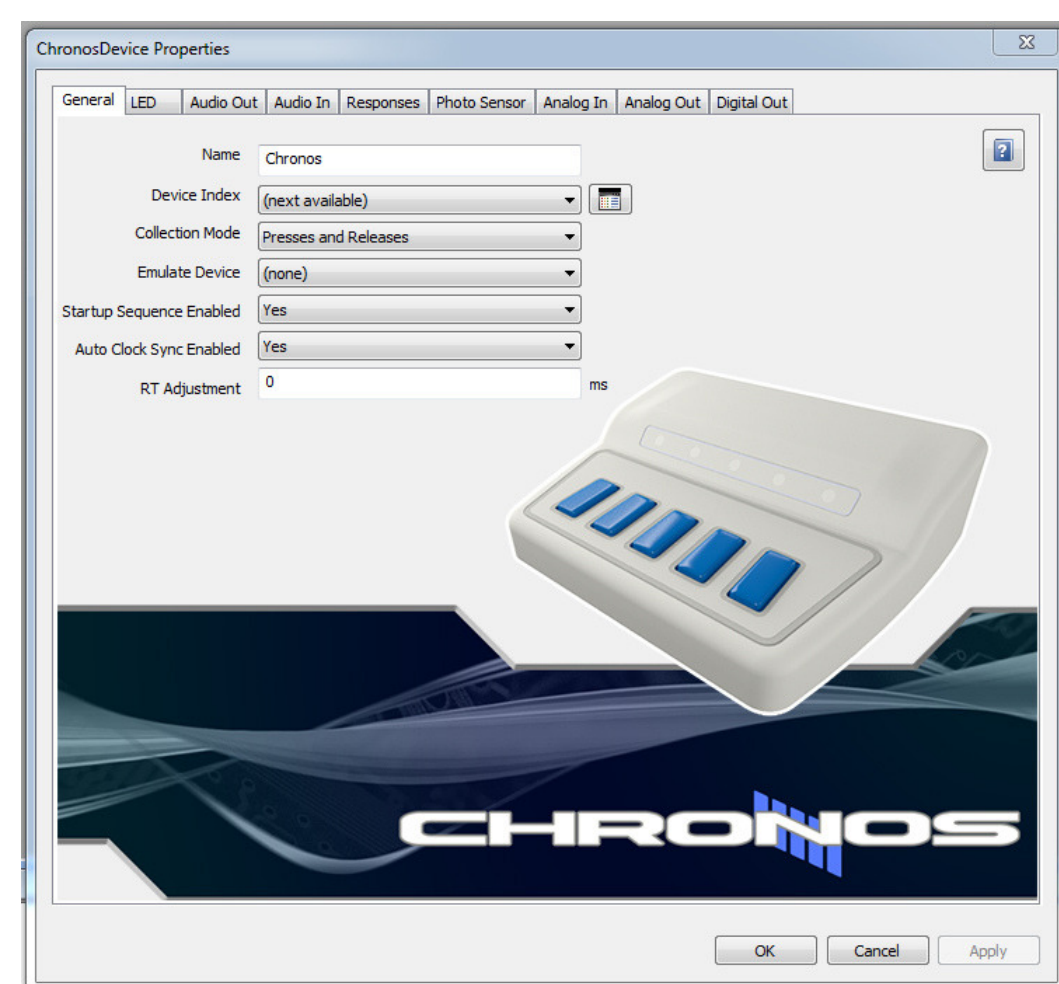 ChronosDevice Properties
General LED Audio Out Audio In Responses Photo Sensor Analog In Analog Out Digital Out
Name Chronos
Device Index (next available)
Collection Mode Presses and Releases
Emulate Device (none)
Startup Sequence Enabled Yes
Auto Clock Sync Enabled Yes
RT Adjustment 0 ms
CHRONOS
OK Cancel Apply